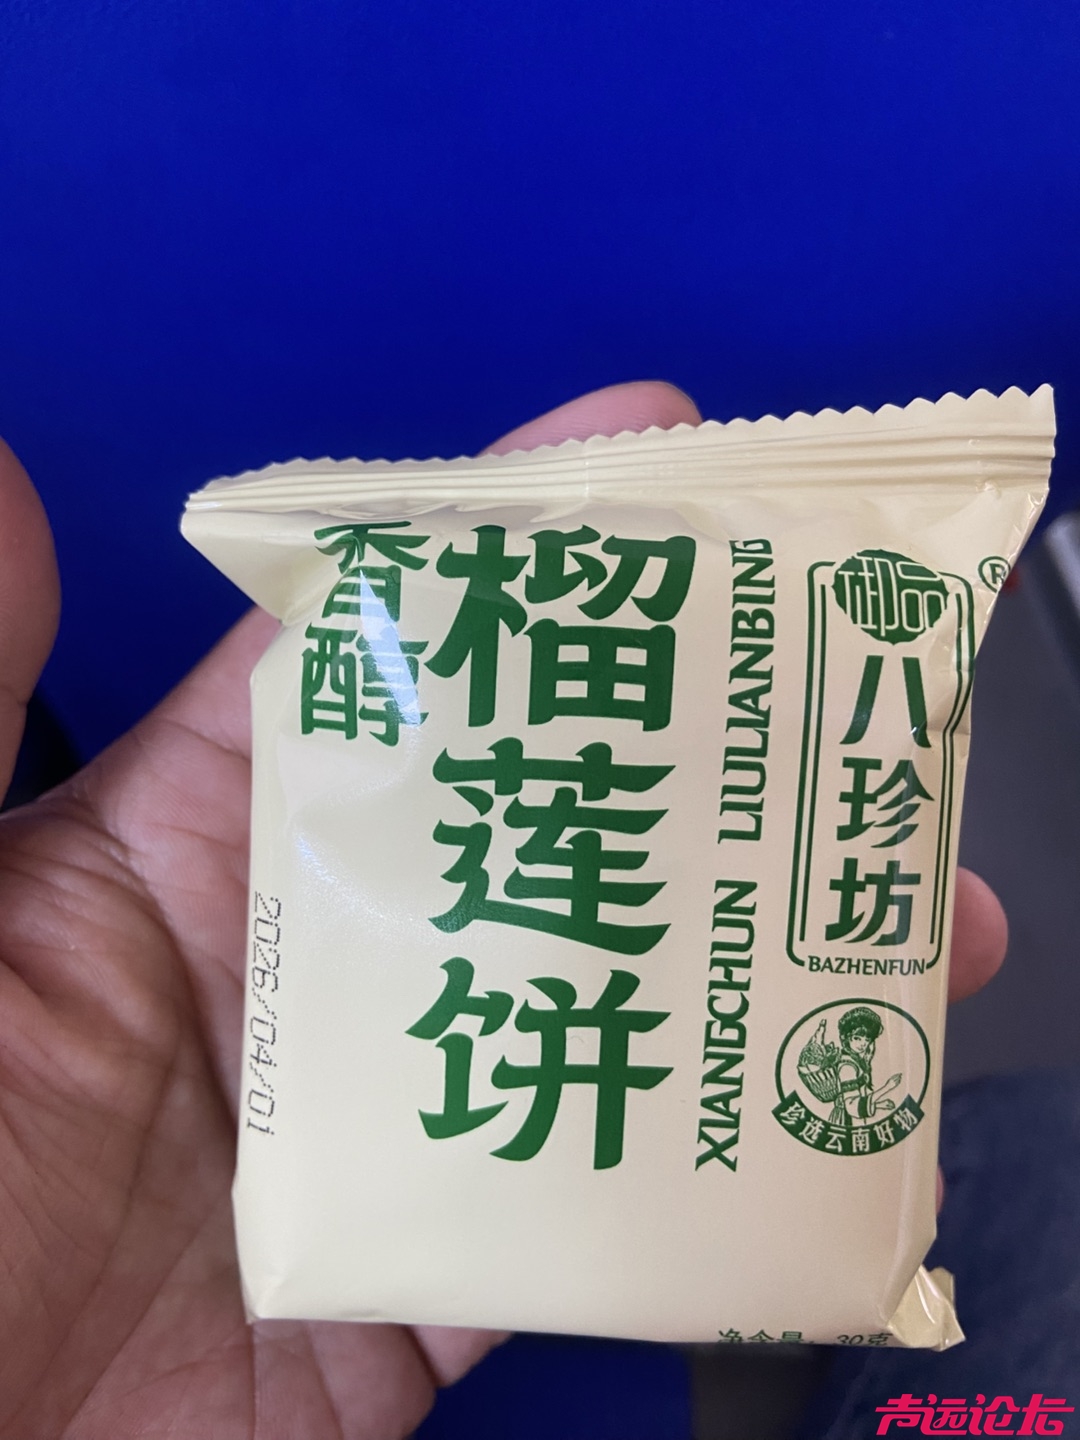 御品
八珍坊
BAZHENFUN
®
珍选云南好物
XIANGCHUN LIULIANBING
榴莲饼
香醇
2026/04/01
净含量: 30克
声远论坛